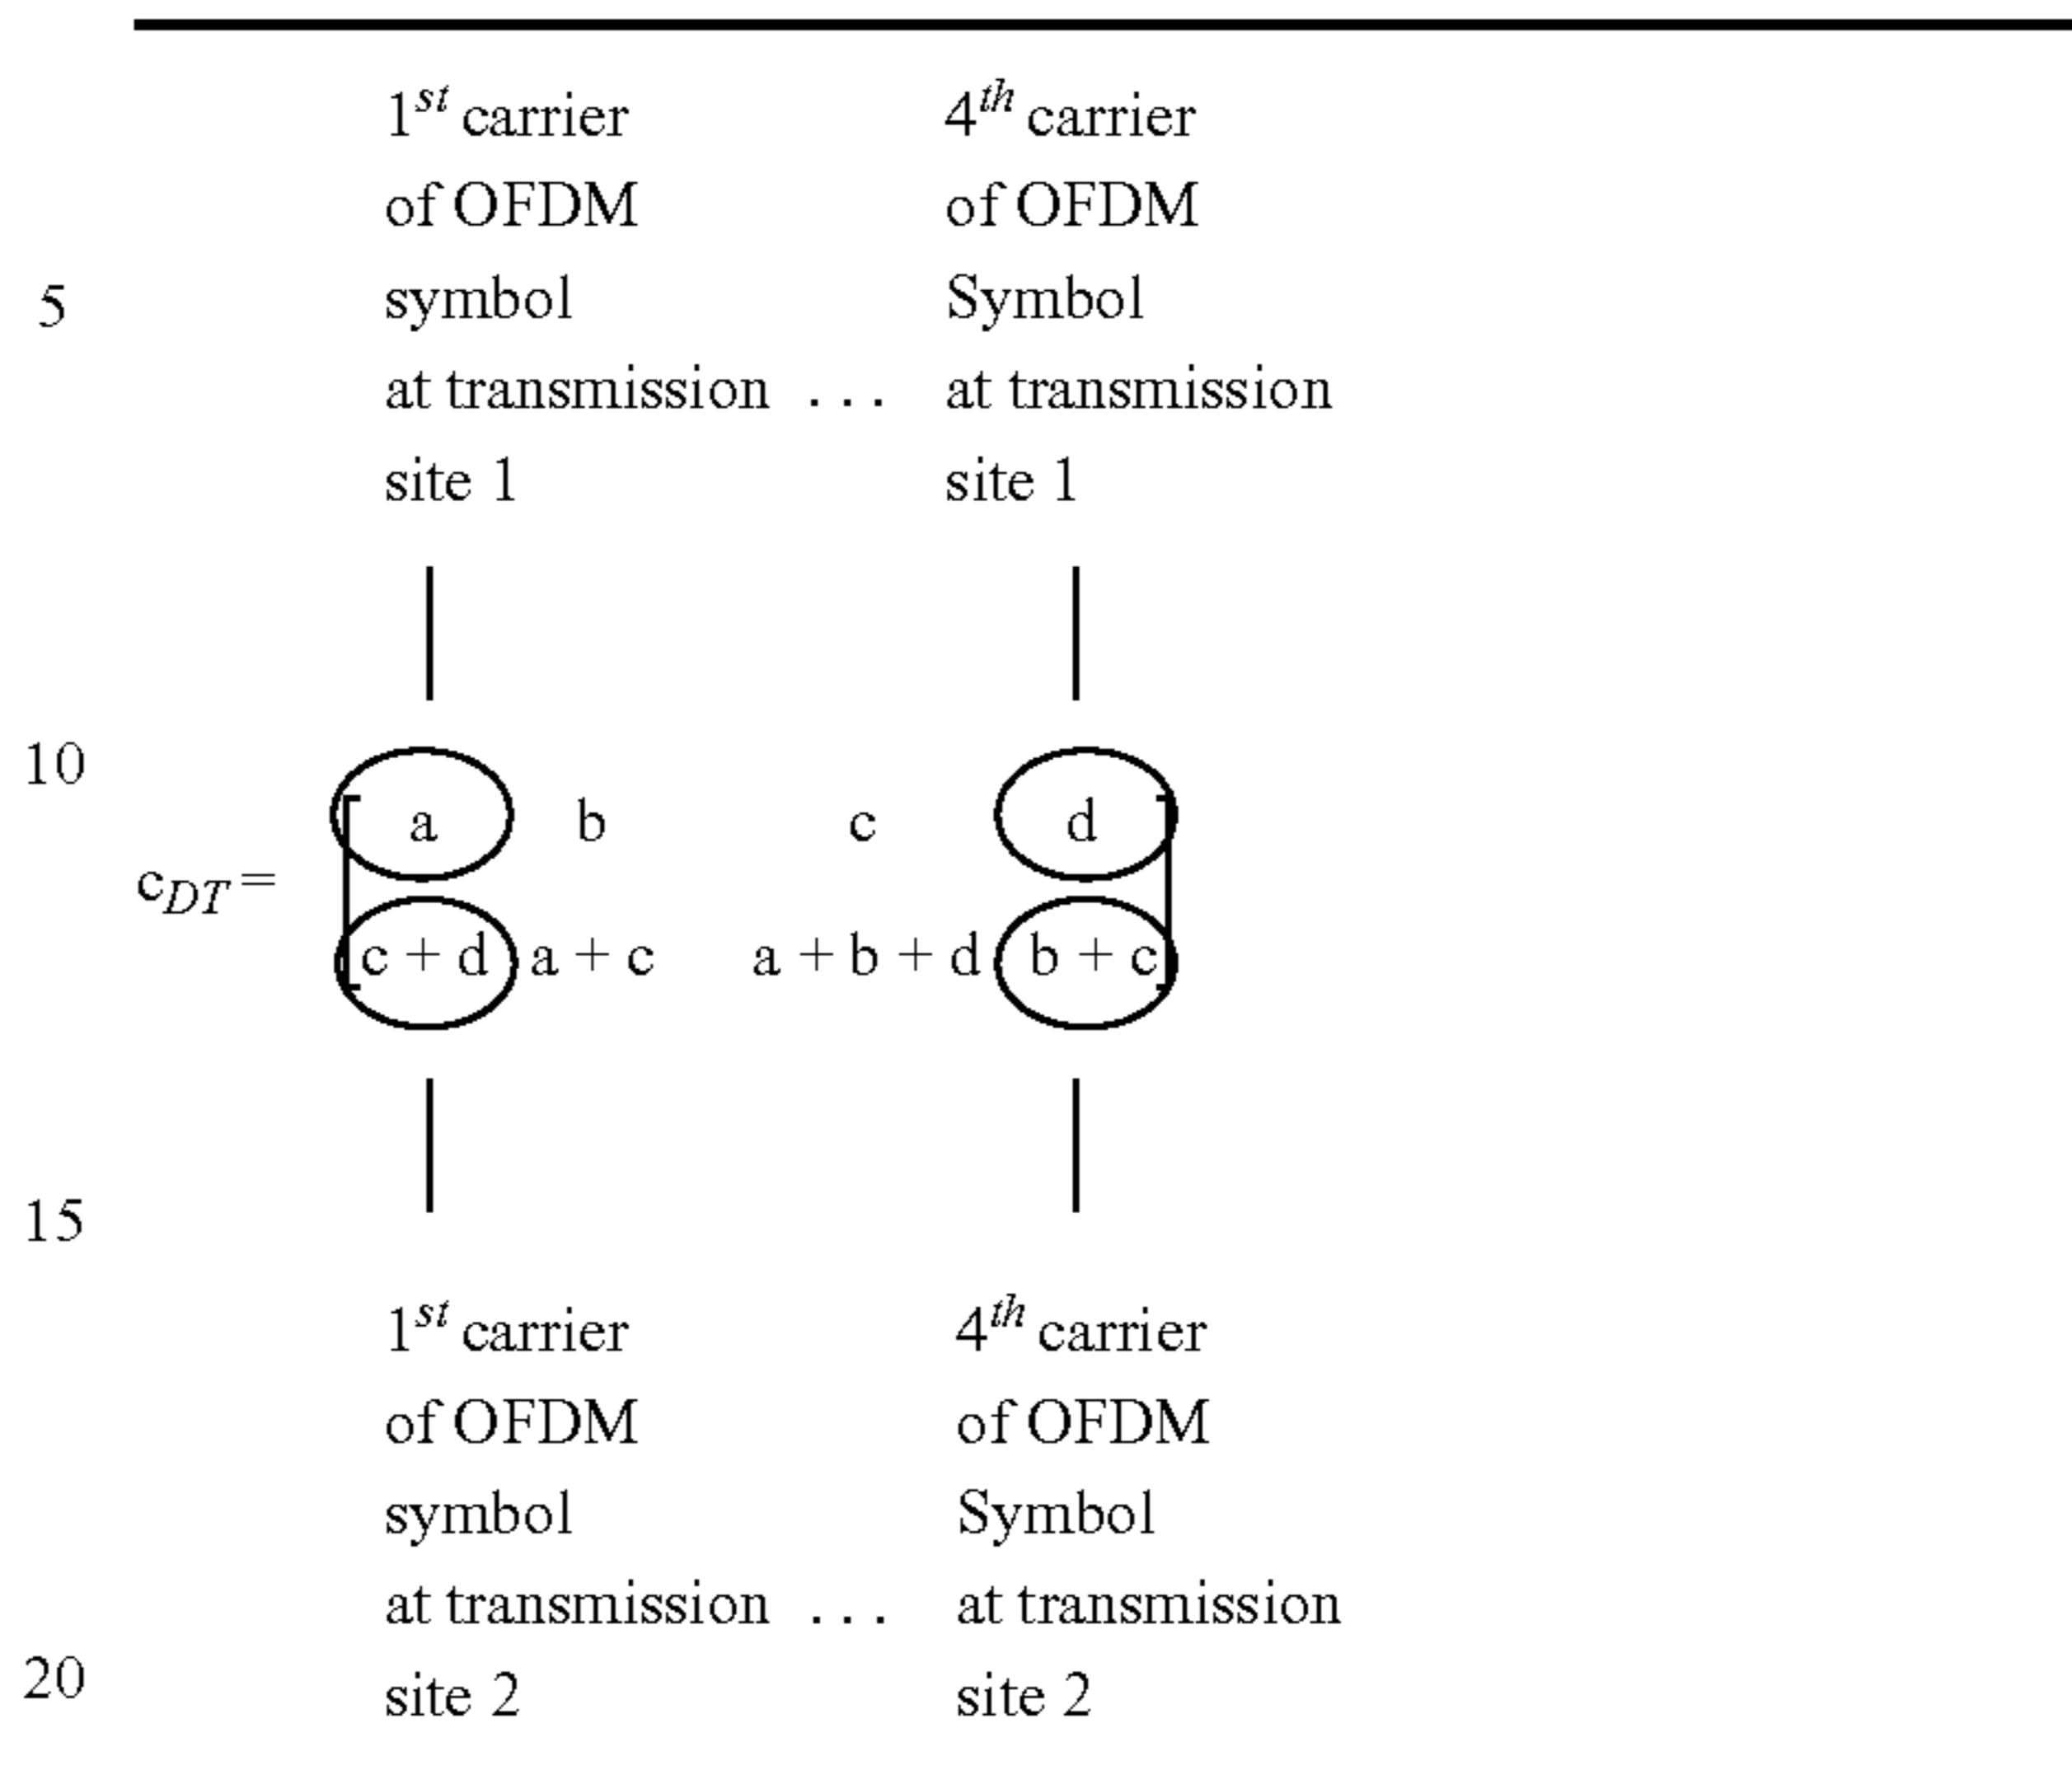 1st carrier 4th carrier
of OFDM of OFDM
5 symbol Symbol
at transmission ... at transmission
site 1 site 1
10
a b c d
cDT =
c + d a + c a + b + d b + c
15
1st carrier 4th carrier
of OFDM of OFDM
symbol Symbol
at transmission ... at transmission
20 site 2 site 2